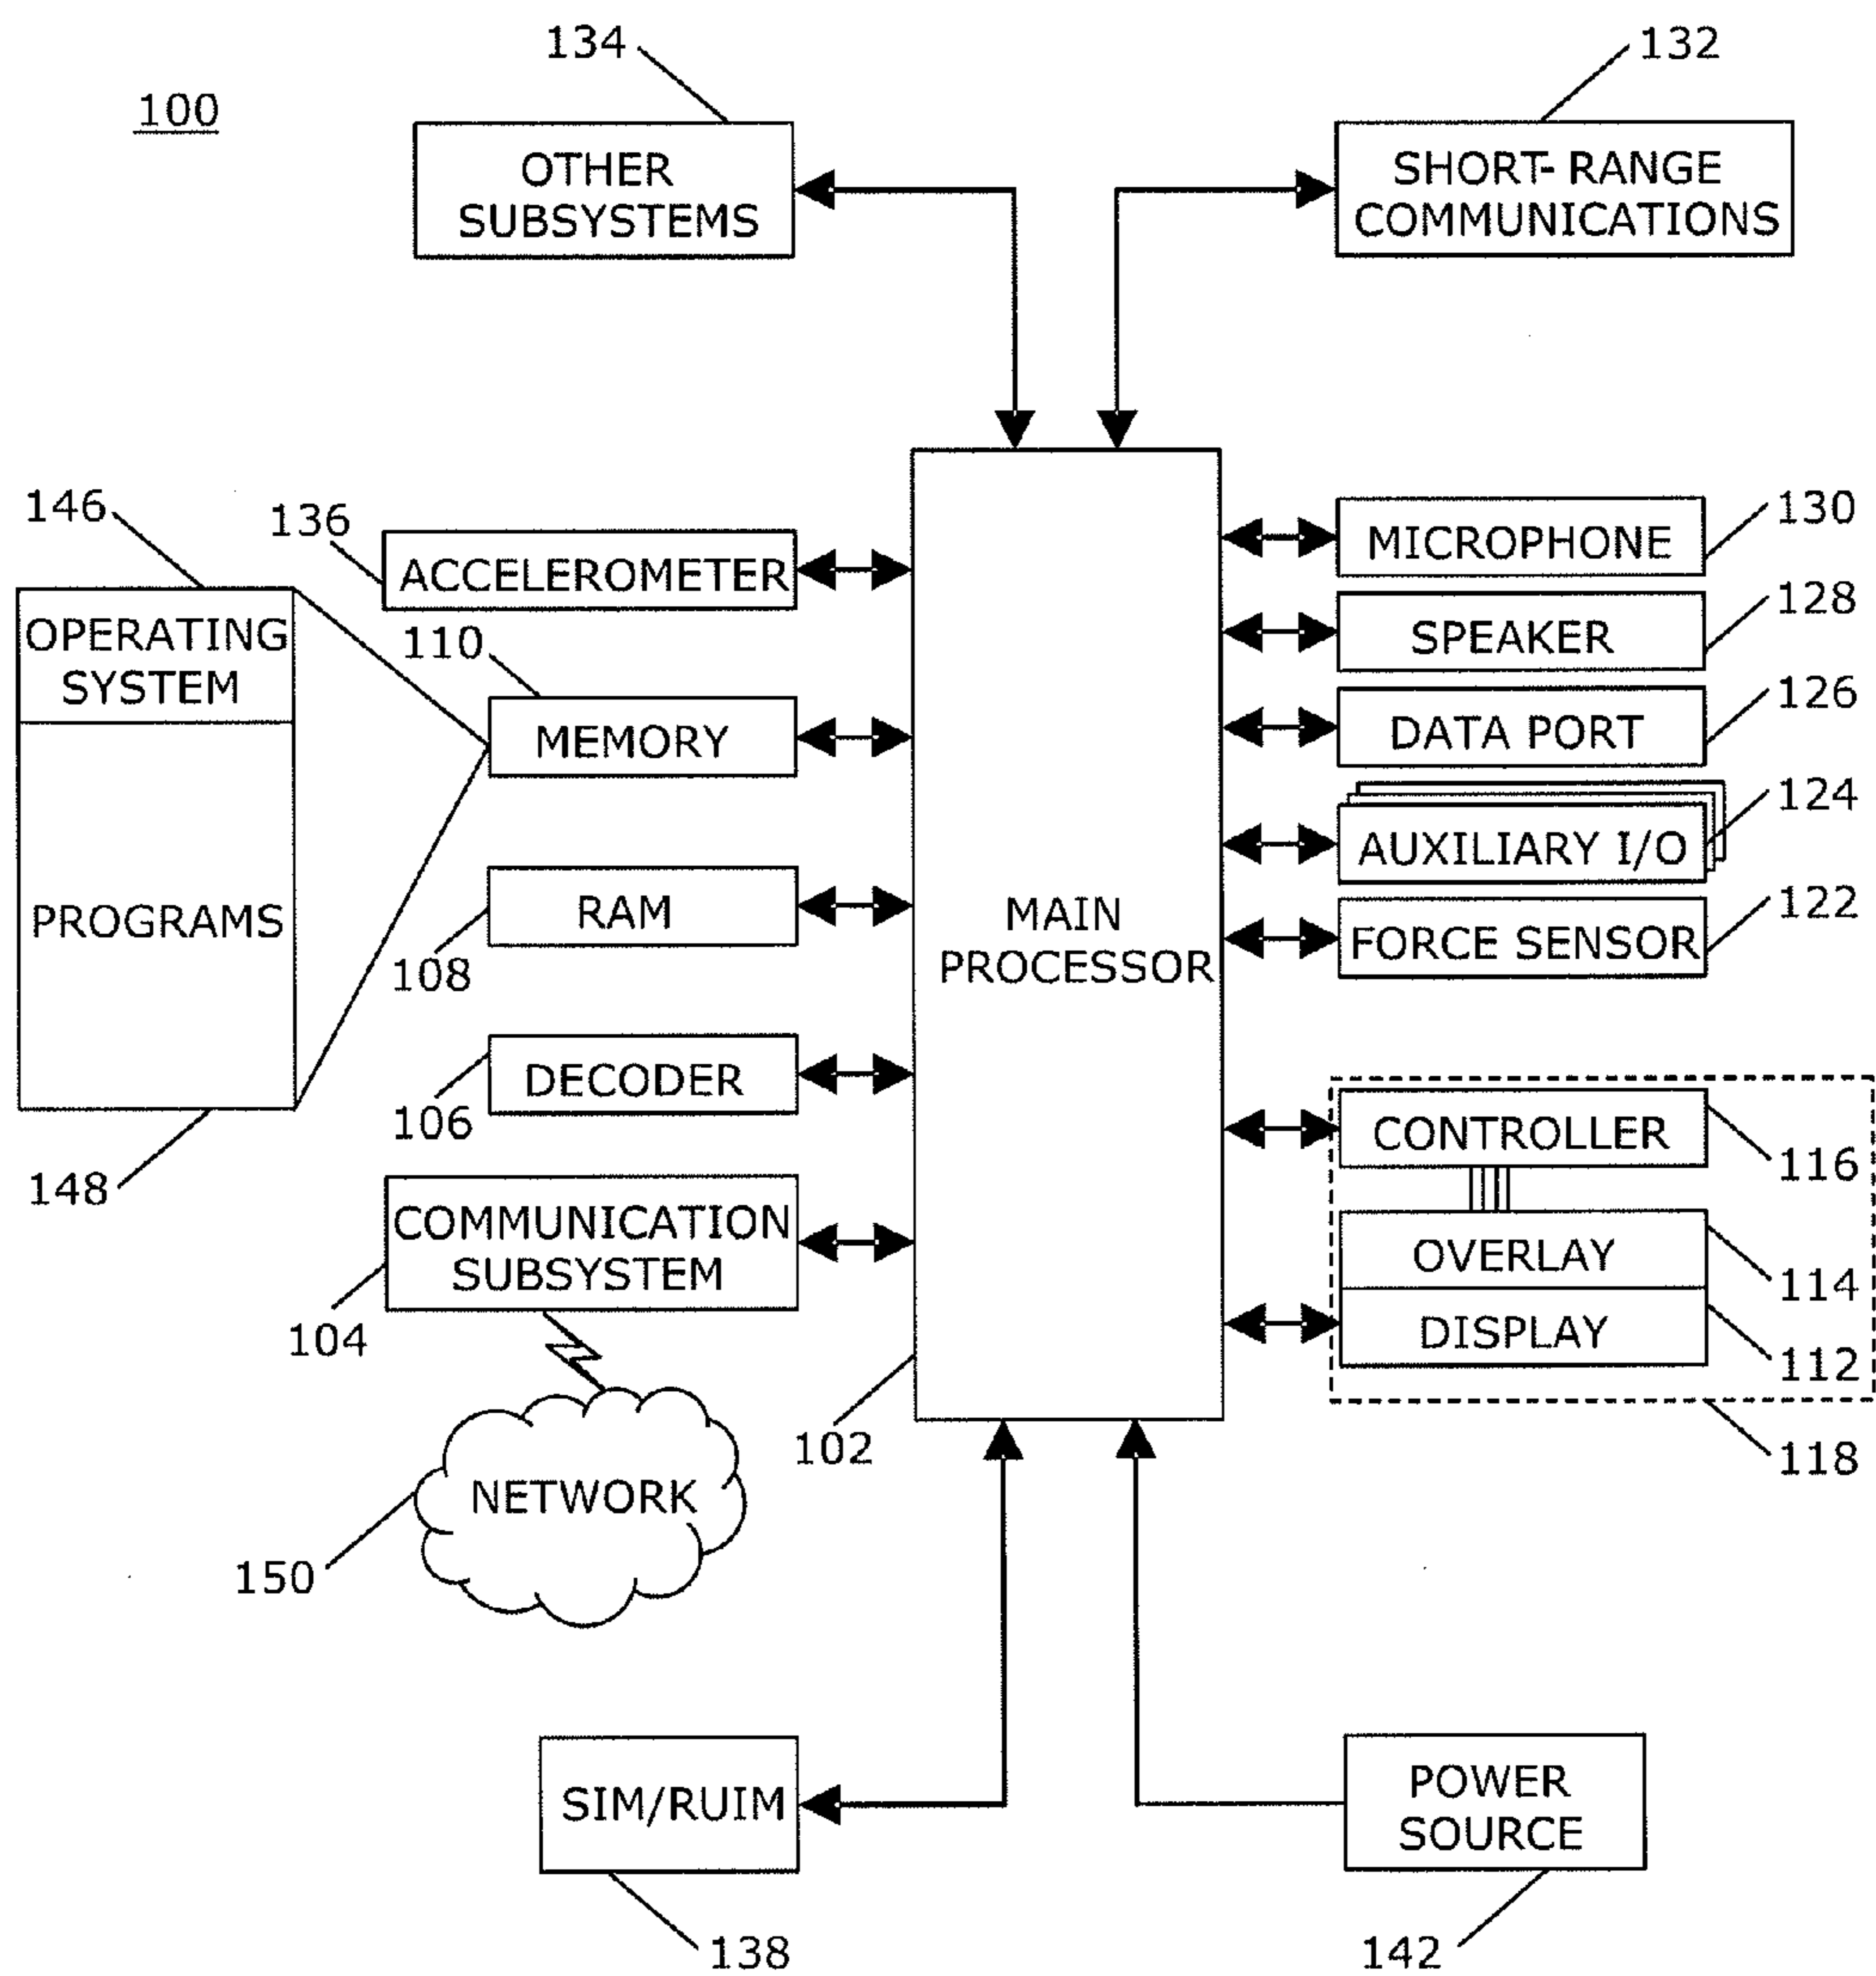 134
132
100
OTHER
SUBSYSTEMS
SHORT-RANGE
COMMUNICATIONS
146
136
ACCELEROMETER
130
MICROPHONE
128
SPEAKER
OPERATING
SYSTEM
110
MEMORY
126
DATA PORT
124
AUXILIARY I/O
PROGRAMS
RAM
108
MAIN
PROCESSOR
122
FORCE SENSOR
DECODER
106
CONTROLLER
116
148
COMMUNICATION
SUBSYSTEM
104
OVERLAY
114
DISPLAY
112
102
118
NETWORK
150
SIM/RUIM
POWER
SOURCE
138
142